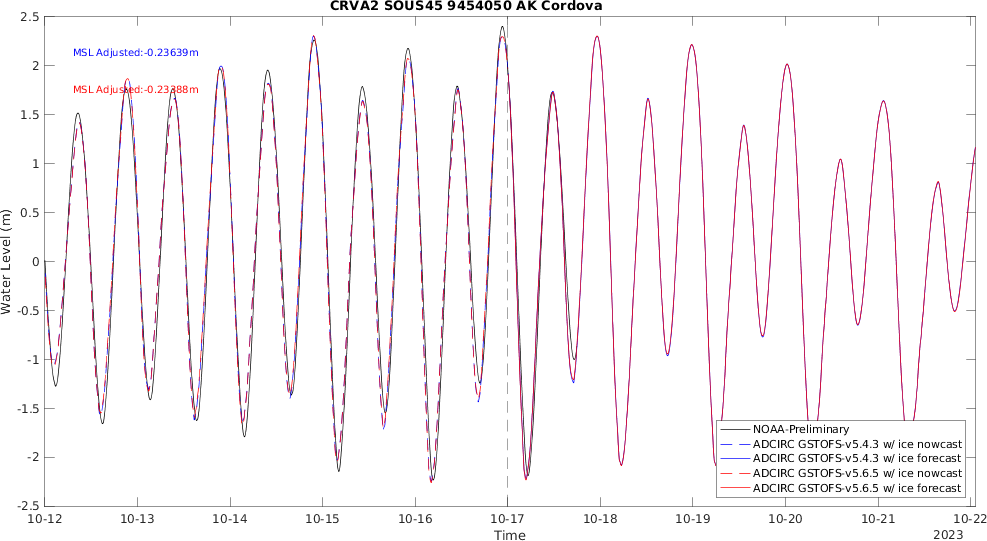 CRVA2 SOUS45 9454050 AK Cordova
MSL Adjusted:-0.23639m
MSL Adjusted:-0.23388m
Water Level (m)
2.5
2
1.5
1
0.5
0
-0.5
-1
-1.5
-2
-2.5
NOAA-Preliminary
ADCIRC GSTOFS-v5.4.3 w/ ice nowcast
ADCIRC GSTOFS-v5.4.3 w/ ice forecast
ADCIRC GSTOFS-v5.6.5 w/ ice nowcast
ADCIRC GSTOFS-v5.6.5 w/ ice forecast
10-12 10-13 10-14 10-15 10-16 10-17 10-18 10-19 10-20 10-21 10-22
Time
2023